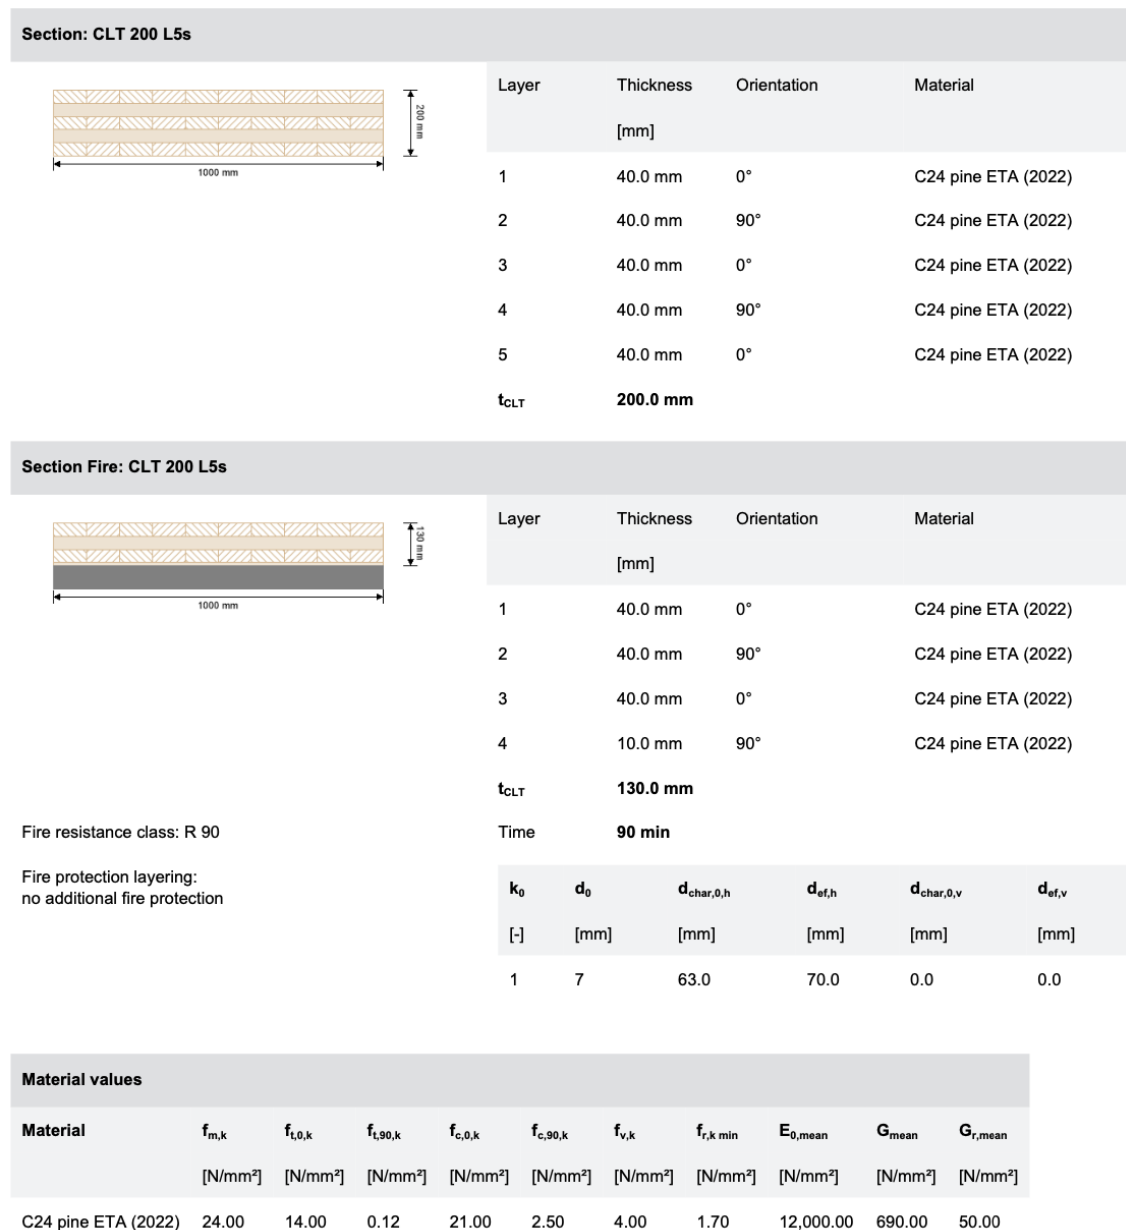 Section: CLT 200 L5s
200 mm
1000 mm
Layer Thickness Orientation Material
[mm]
1 40.0 mm 0° C24 pine ETA (2022)
2 40.0 mm 90° C24 pine ETA (2022)
3 40.0 mm 0° C24 pine ETA (2022)
4 40.0 mm 90° C24 pine ETA (2022)
5 40.0 mm 0° C24 pine ETA (2022)
tCLT 200.0 mm
Section Fire: CLT 200 L5s
130 mm
1000 mm
Layer Thickness Orientation Material
[mm]
1 40.0 mm 0° C24 pine ETA (2022)
2 40.0 mm 90° C24 pine ETA (2022)
3 40.0 mm 0° C24 pine ETA (2022)
4 10.0 mm 90° C24 pine ETA (2022)
tCLT 130.0 mm
Fire resistance class: R 90
Time 90 min
Fire protection layering:
no additional fire protection
k0 d0 dchar,0,h def,h dchar,0,v def,v
[-] [mm] [mm] [mm] [mm] [mm]
1 7 63.0 70.0 0.0 0.0
Material values
Material fm,k ft,0,k ft,90,k fc,0,k fc,90,k fv,k fr,k min E0,mean Gmean Gr,mean
[N/mm²] [N/mm²] [N/mm²] [N/mm²] [N/mm²] [N/mm²] [N/mm²] [N/mm²] [N/mm²] [N/mm²]
C24 pine ETA (2022) 24.00 14.00 0.12 21.00 2.50 4.00 1.70 12,000.00 690.00 50.00